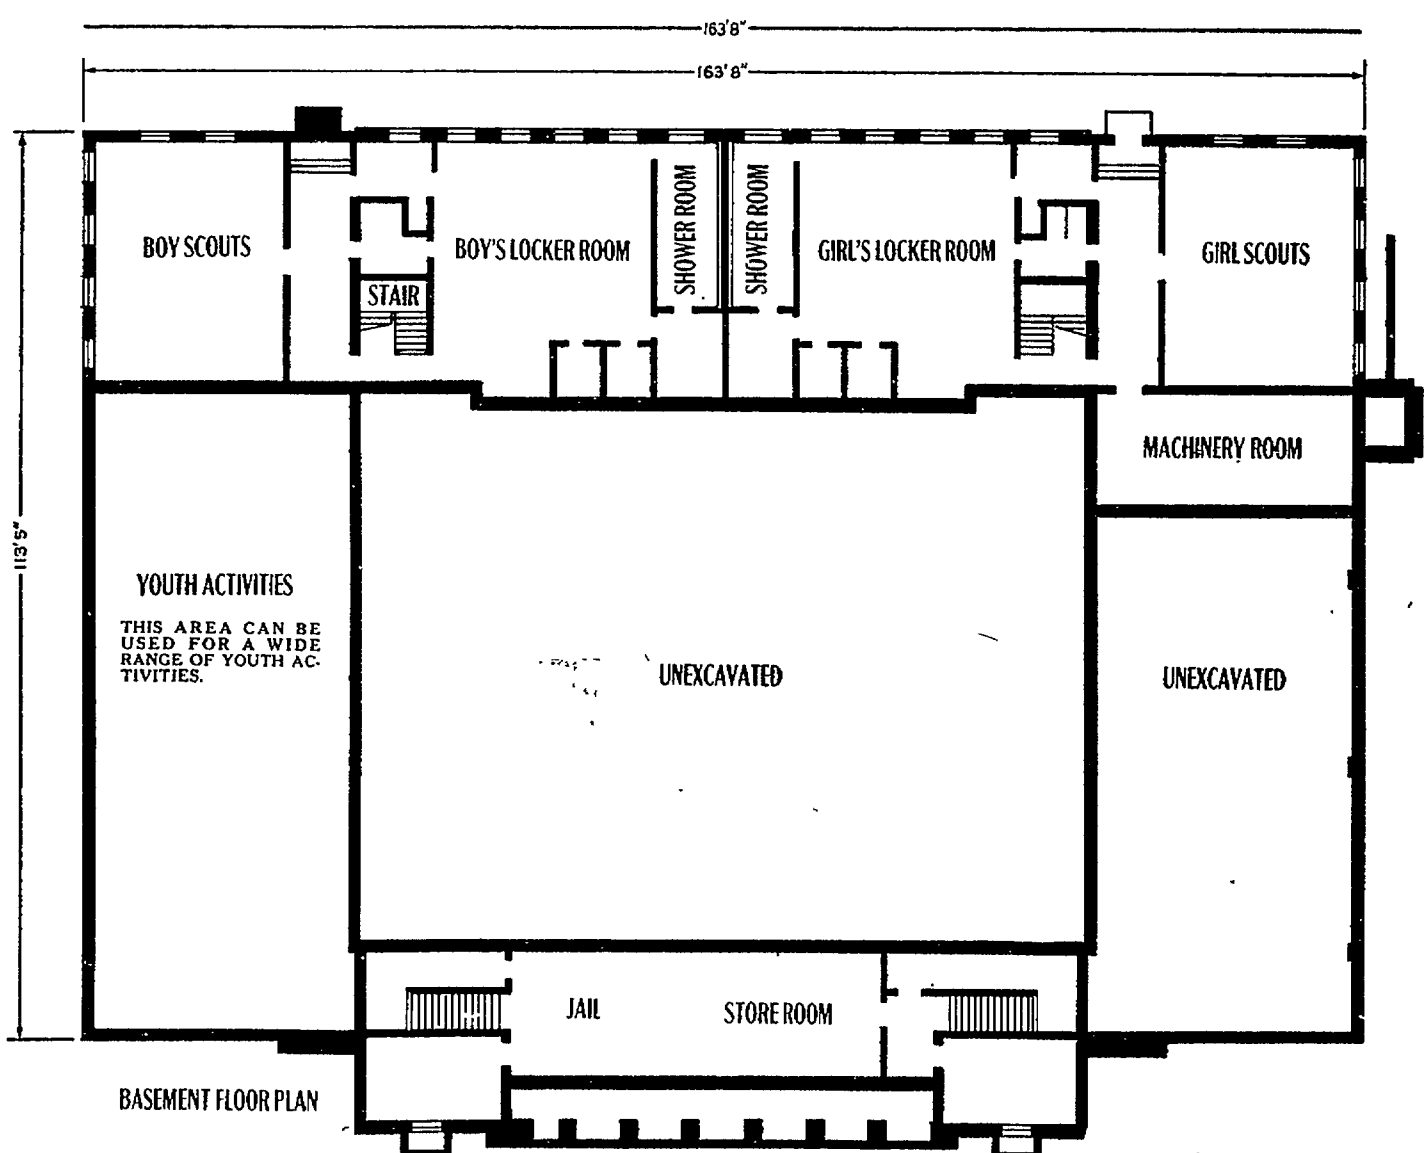 163'8"
163'8"
BOY SCOUTS
BOY'S LOCKER ROOM
SHOWER ROOM
SHOWER ROOM
GIRL'S LOCKER ROOM
GIRL SCOUTS
STAIR
MACHINERY ROOM
113'5"
YOUTH ACTIVITIES
THIS AREA CAN BE
USED FOR A WIDE
RANGE OF YOUTH AC-
TIVITIES.
UNEXCAVATED
UNEXCAVATED
JAIL
STORE ROOM
BASEMENT FLOOR PLAN